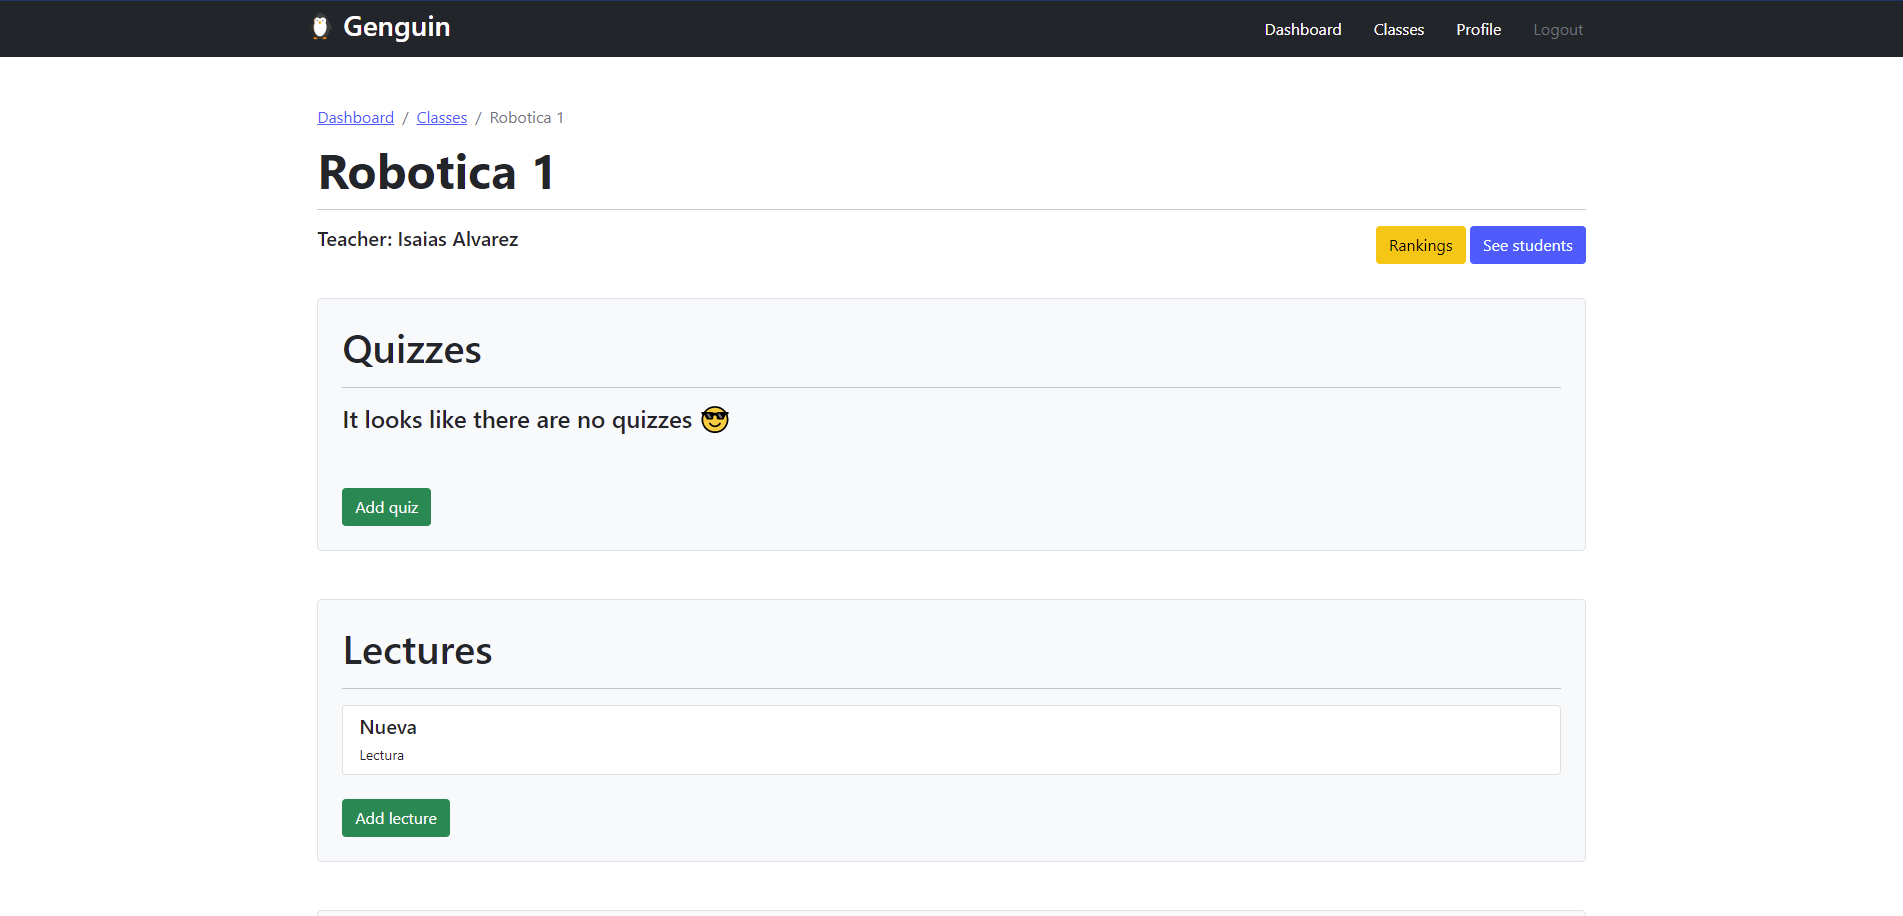 Genguin
Dashboard Classes Profile Logout
Dashboard / Classes / Robotica 1
Robotica 1
Teacher: Isaias Alvarez
Rankings See students
Quizzes
It looks like there are no quizzes 😎
Add quiz
Lectures
Nueva
Lectura
Add lecture